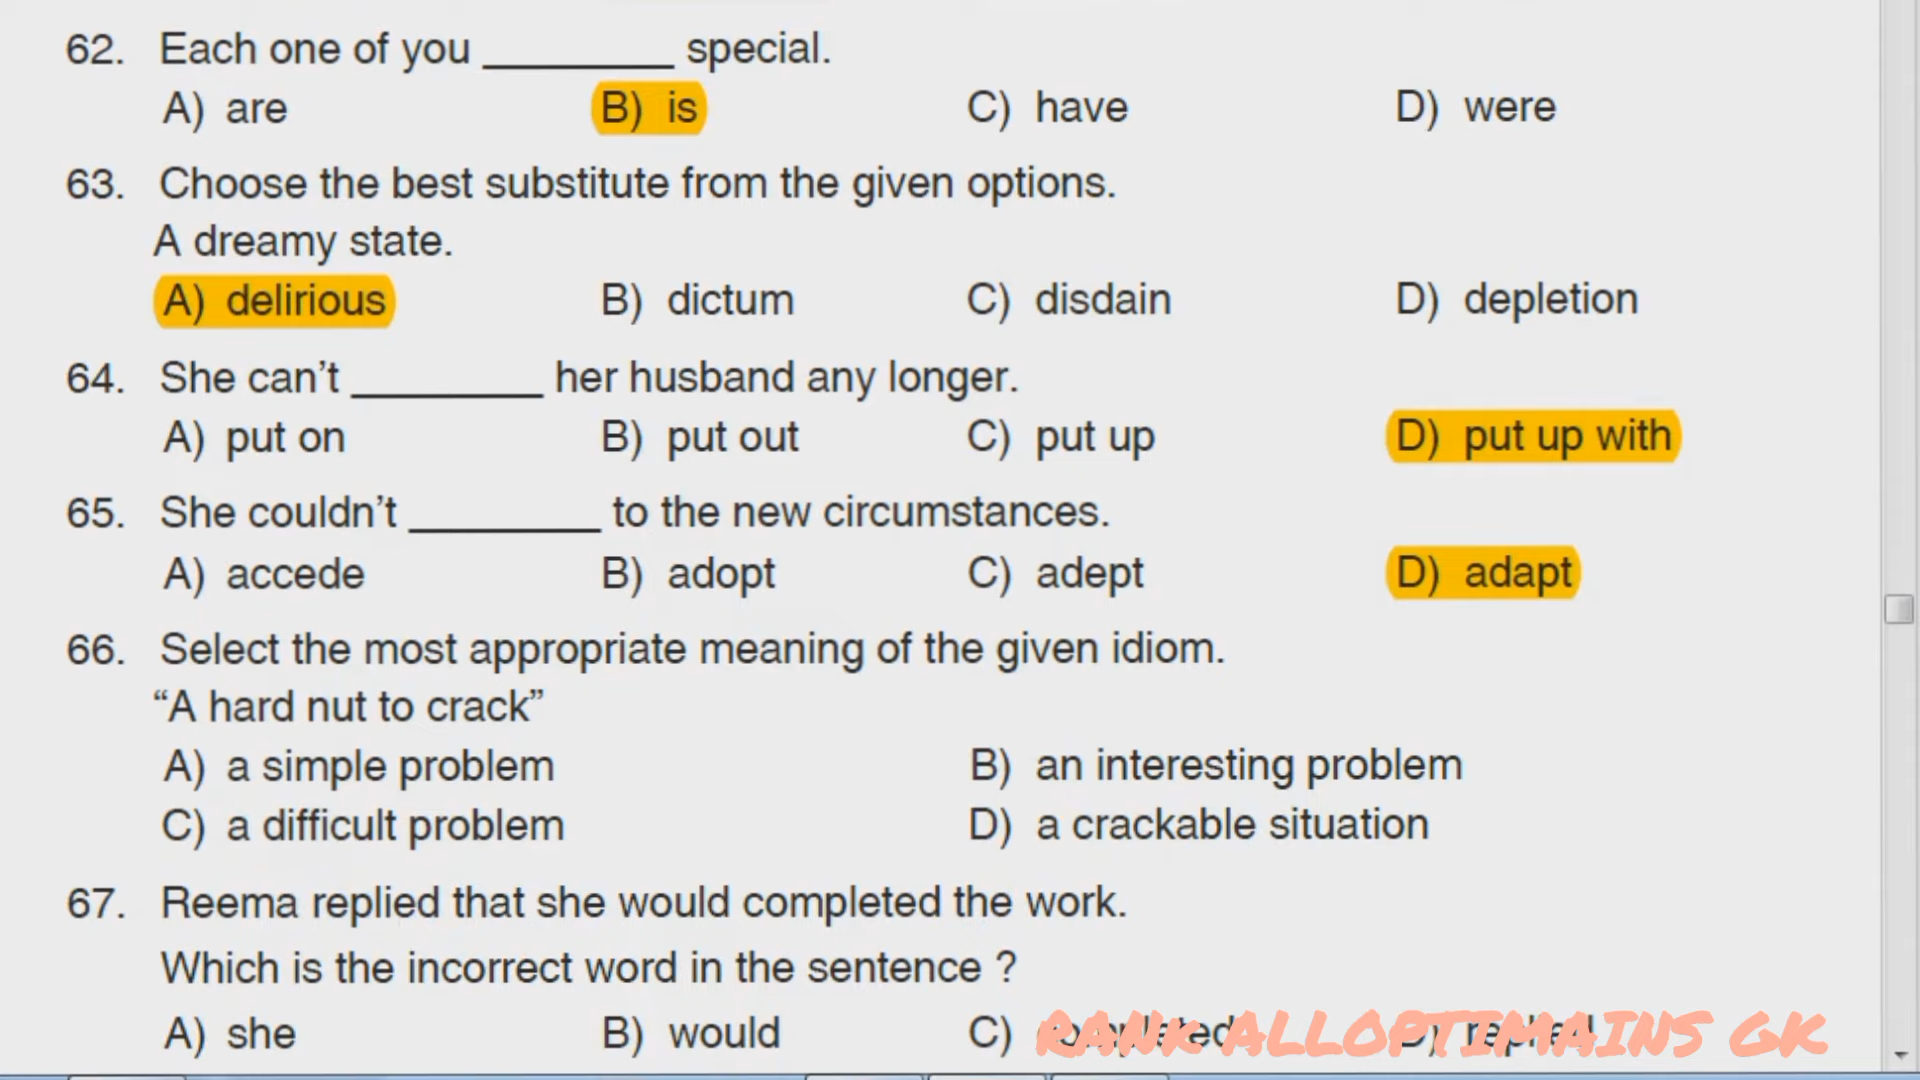 62. Each one of you ________ special.
A) are B) is C) have D) were
63. Choose the best substitute from the given options.
A dreamy state.
A) delirious B) dictum C) disdain D) depletion
64. She can’t ________ her husband any longer.
A) put on B) put out C) put up D) put up with
65. She couldn’t ________ to the new circumstances.
A) accede B) adopt C) adept D) adapt
66. Select the most appropriate meaning of the given idiom.
“A hard nut to crack”
A) a simple problem B) an interesting problem
C) a difficult problem D) a crackable situation
67. Reema replied that she would completed the work.
Which is the incorrect word in the sentence ?
A) she B) would C) completed D) replied
RANK ALLOPTIMAINS GK